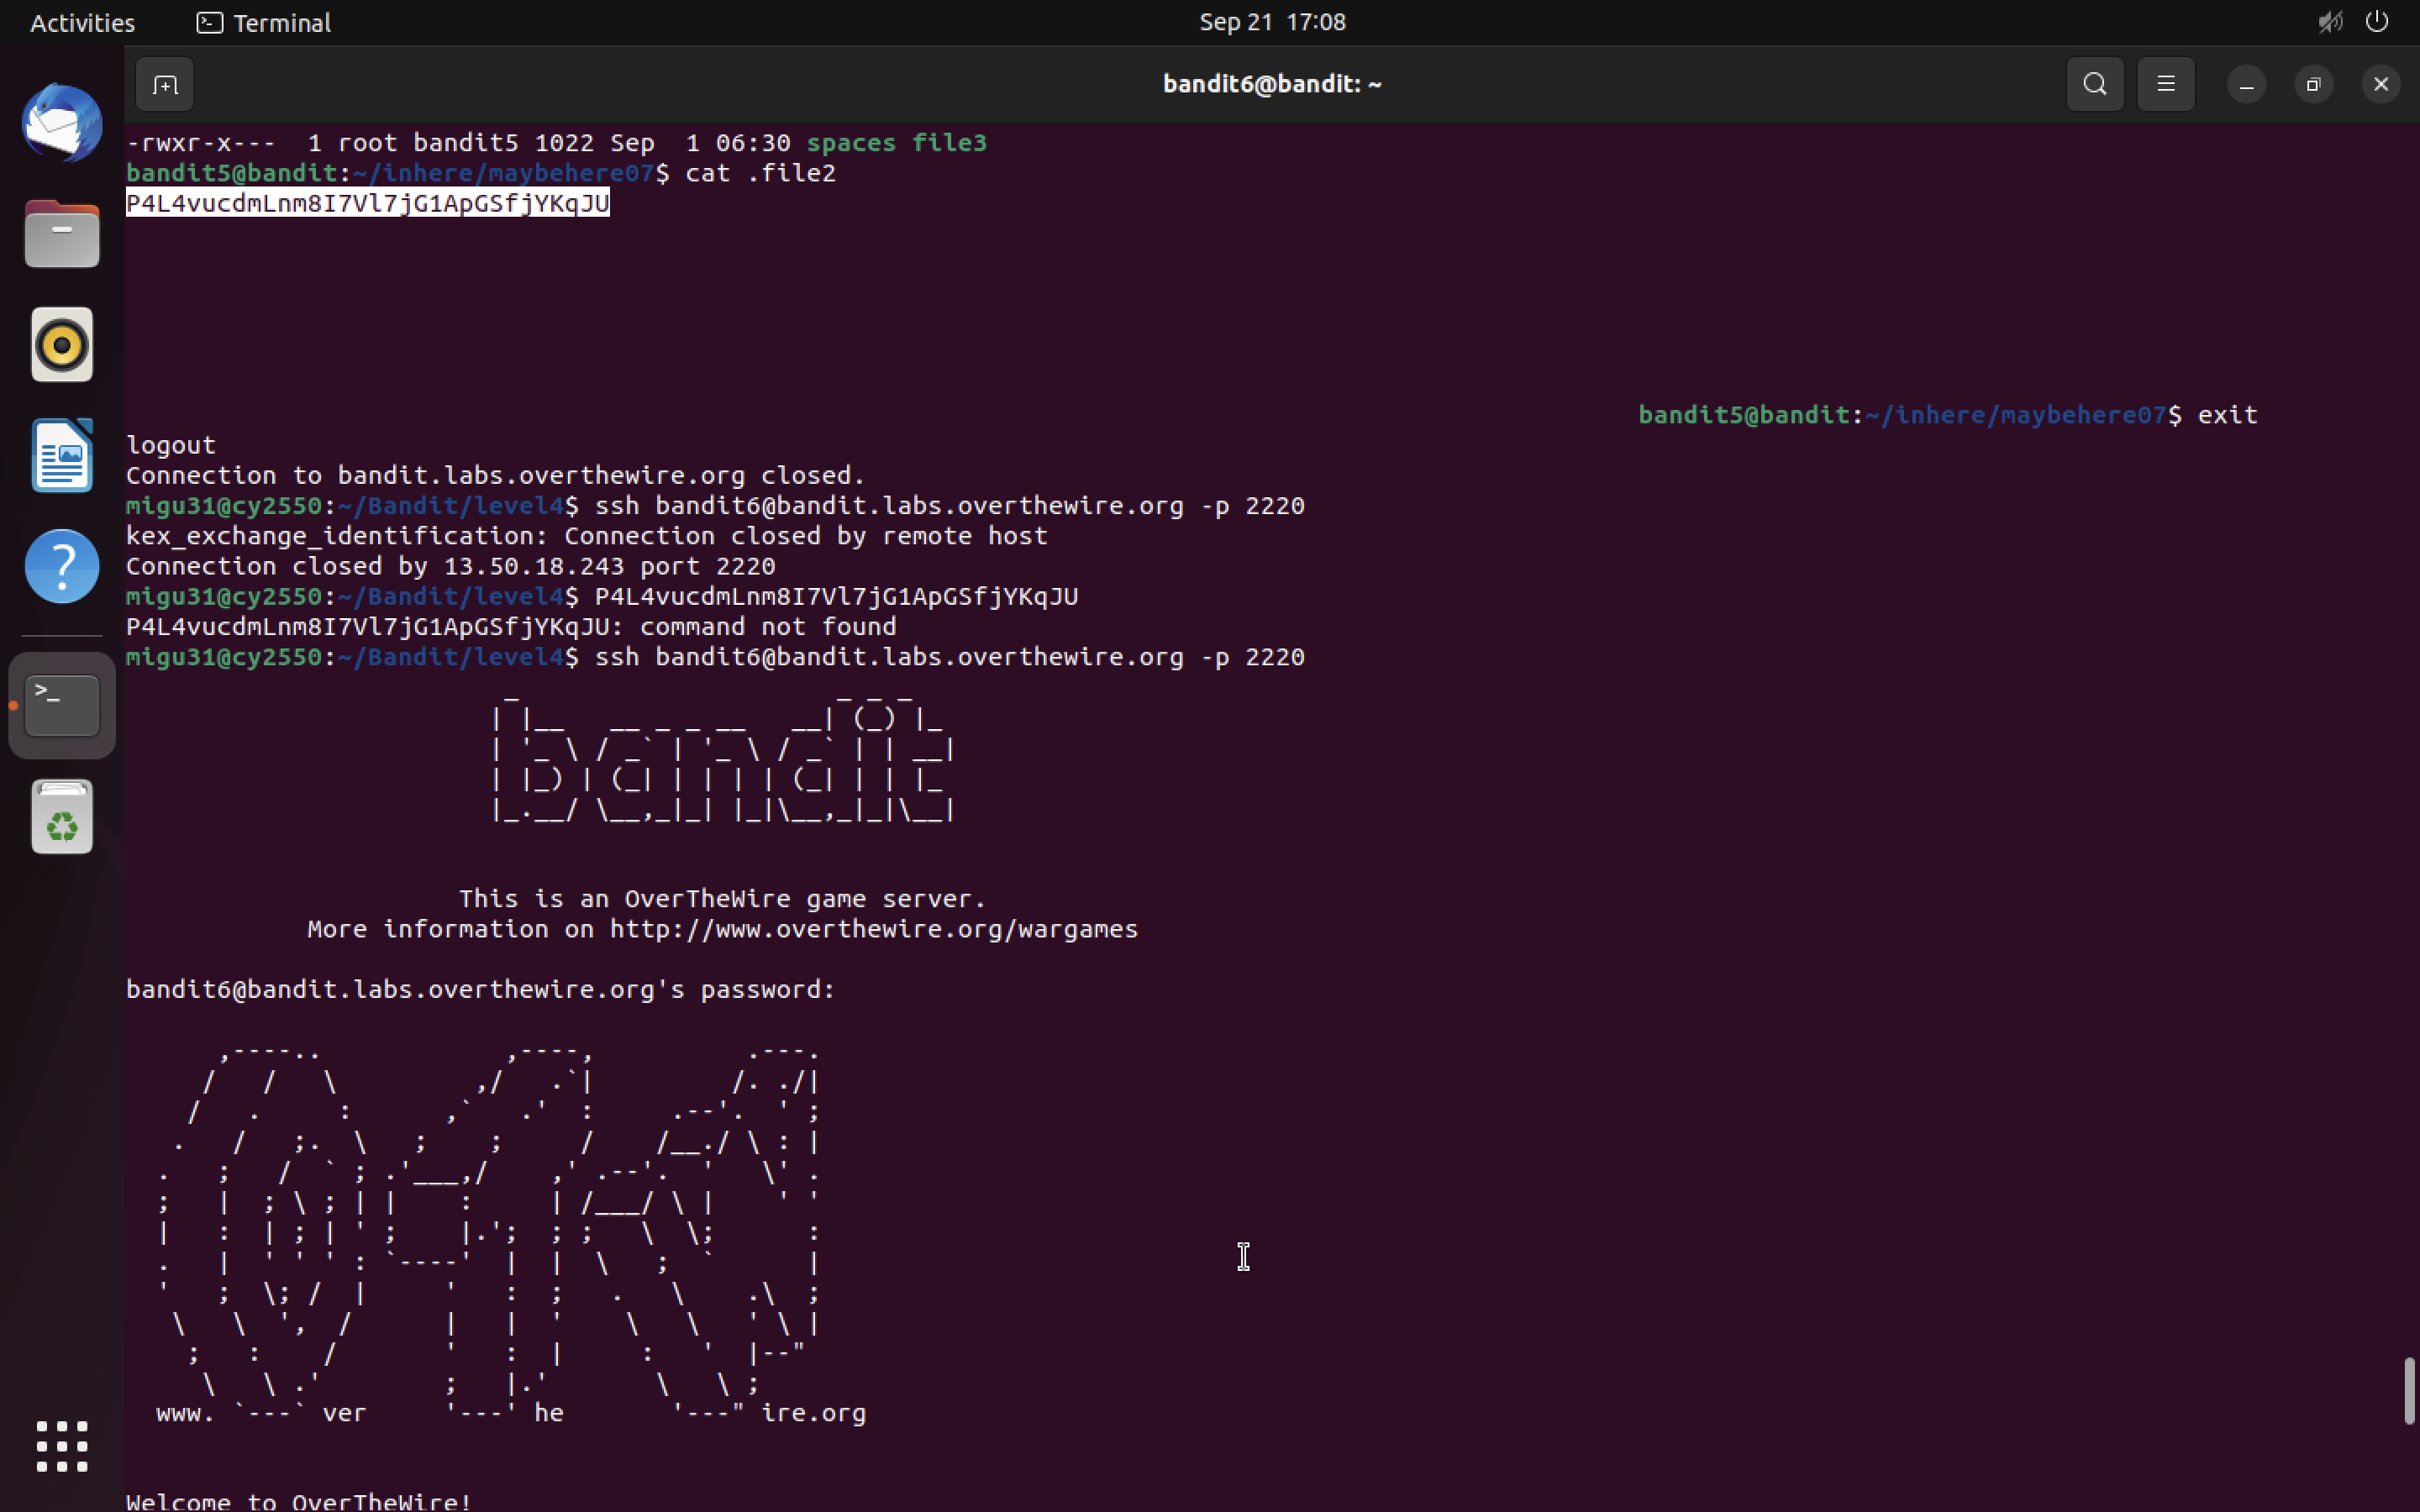 Activities Terminal Sep 21 17:08
bandit6@bandit: ~
-rwxr-x---  1 root bandit5 1022 Sep  1 06:30 spaces file3
bandit5@bandit:~/inhere/maybehere07$ cat .file2
P4L4vucdmLnm8I7Vl7jG1ApGSfjYKqJU
bandit5@bandit:~/inhere/maybehere07$ exit
logout
Connection to bandit.labs.overthewire.org closed.
migu31@cy2550:~/Bandit/level4$ ssh bandit6@bandit.labs.overthewire.org -p 2220
kex_exchange_identification: Connection closed by remote host
Connection closed by 13.50.18.243 port 2220
migu31@cy2550:~/Bandit/level4$ P4L4vucdmLnm8I7Vl7jG1ApGSfjYKqJU
P4L4vucdmLnm8I7Vl7jG1ApGSfjYKqJU: command not found
migu31@cy2550:~/Bandit/level4$ ssh bandit6@bandit.labs.overthewire.org -p 2220
bandit
This is an OverTheWire game server.
More information on http://www.overthewire.org/wargames
bandit6@bandit.labs.overthewire.org's password:
www. `---` ver '---' he '---" ire.org
Welcome to OverTheWire!